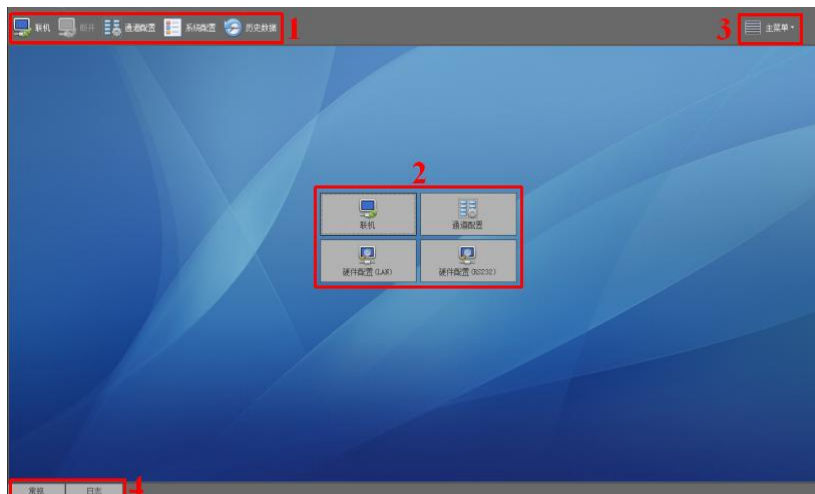 联机 断开 通道配置 系统配置 历史数据 1
3 主菜单
2
联机 通道配置
硬件配置(LAN) 硬件配置(RS232)
常规 日志 4